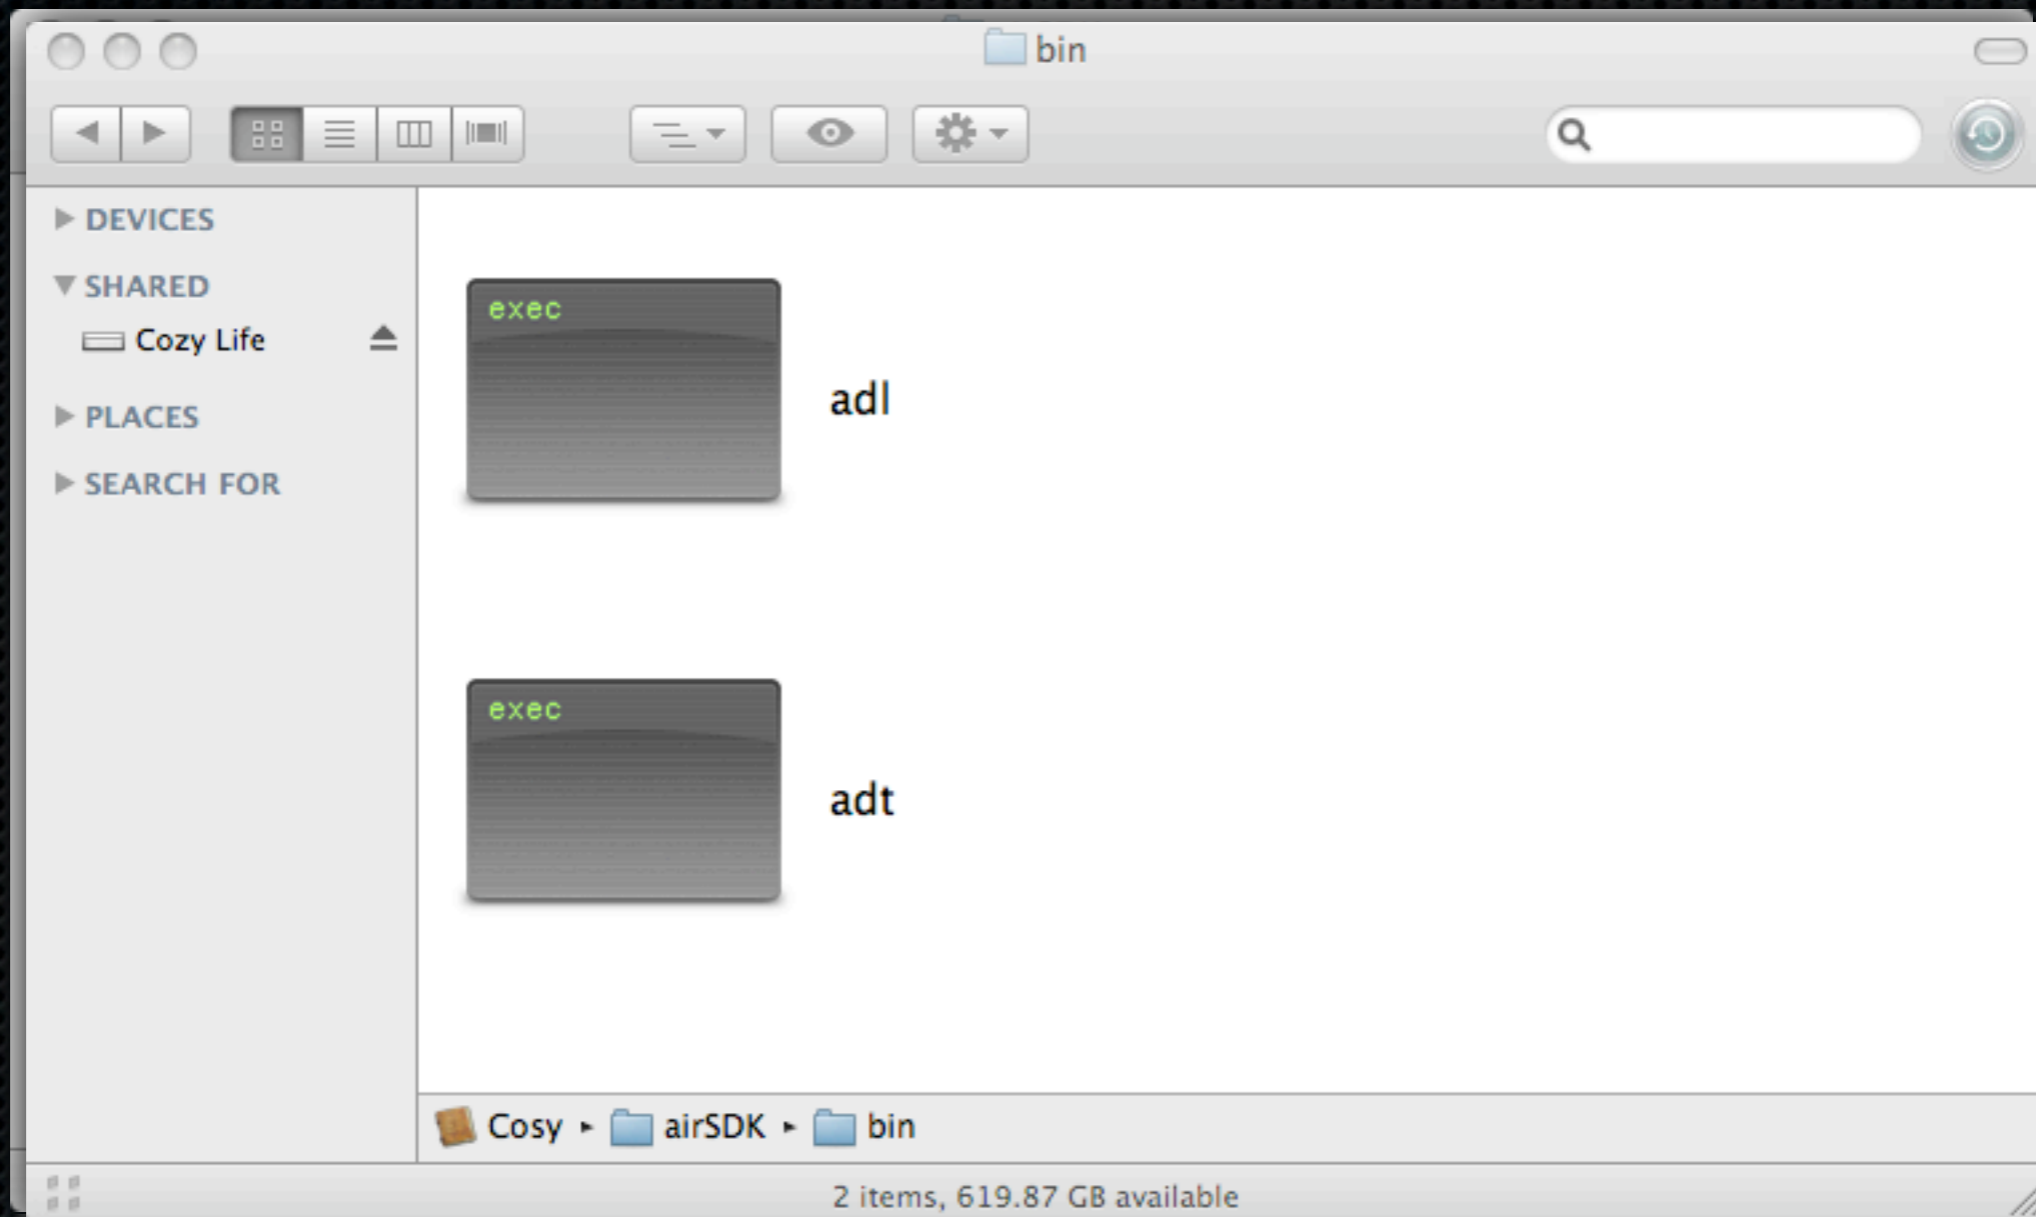 bin
DEVICES
SHARED
Cozy Life
PLACES
SEARCH FOR
exec
adl
exec
adt
Cosy ▸ airSDK ▸ bin
2 items, 619.87 GB available